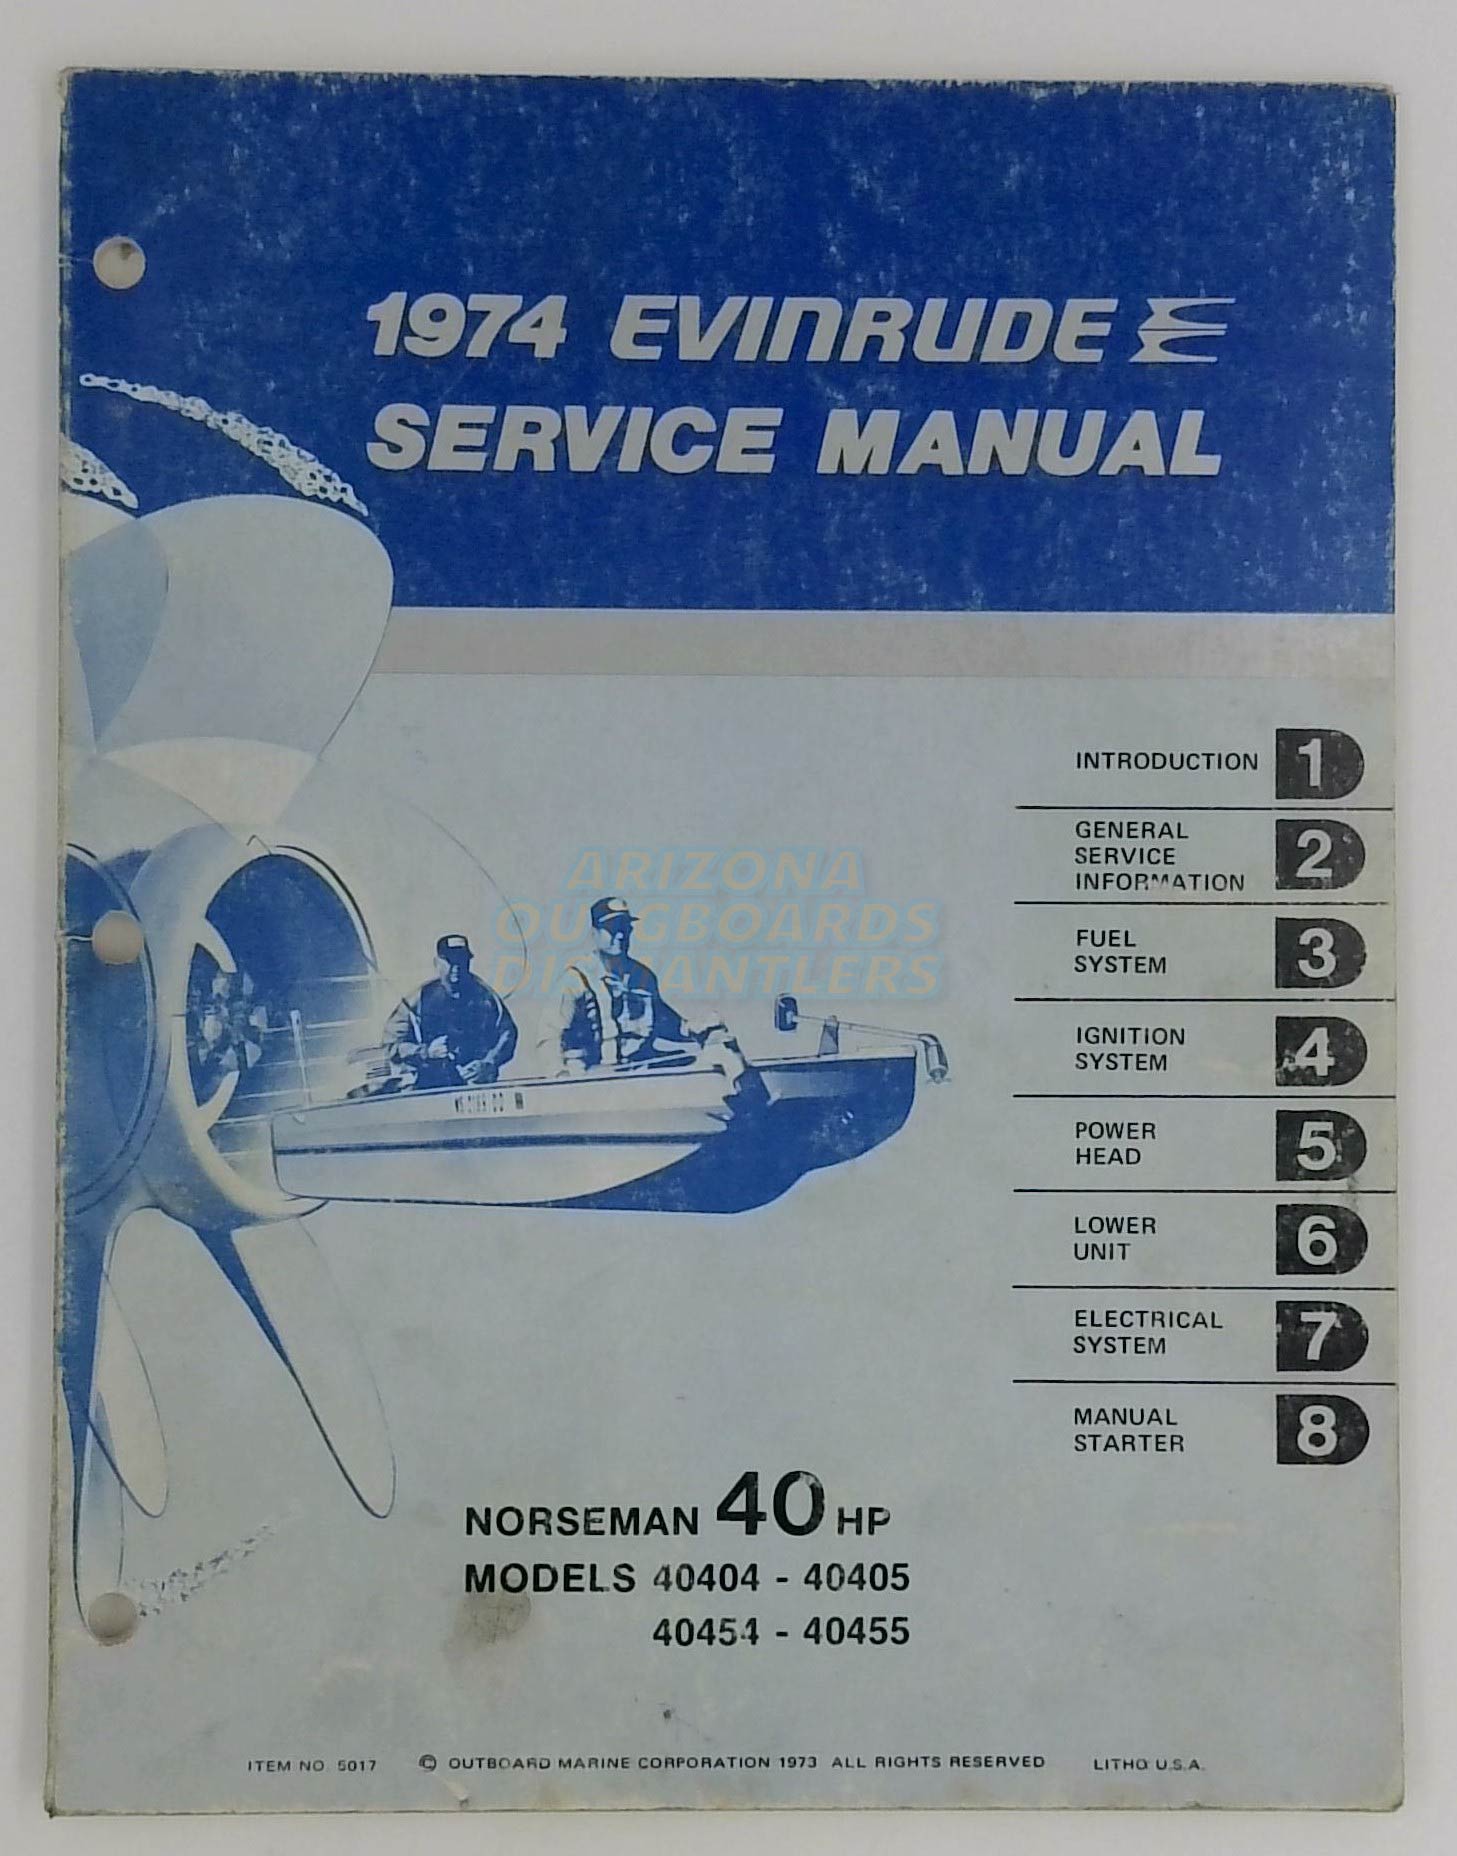 1974 EVINRUDE
SERVICE MANUAL
INTRODUCTION 1
GENERAL
SERVICE
INFORMATION 2
FUEL
SYSTEM 3
IGNITION
SYSTEM 4
POWER
HEAD 5
LOWER
UNIT 6
ELECTRICAL
SYSTEM 7
MANUAL
STARTER 8
ARIZONA
OUTGBOARDS
DISMANTLERS
NORSEMAN 40 HP
MODELS 40404 - 40405
40454 - 40455
ITEM NO. 5017 © OUTBOARD MARINE CORPORATION 1973 ALL RIGHTS RESERVED LITHO U.S.A.